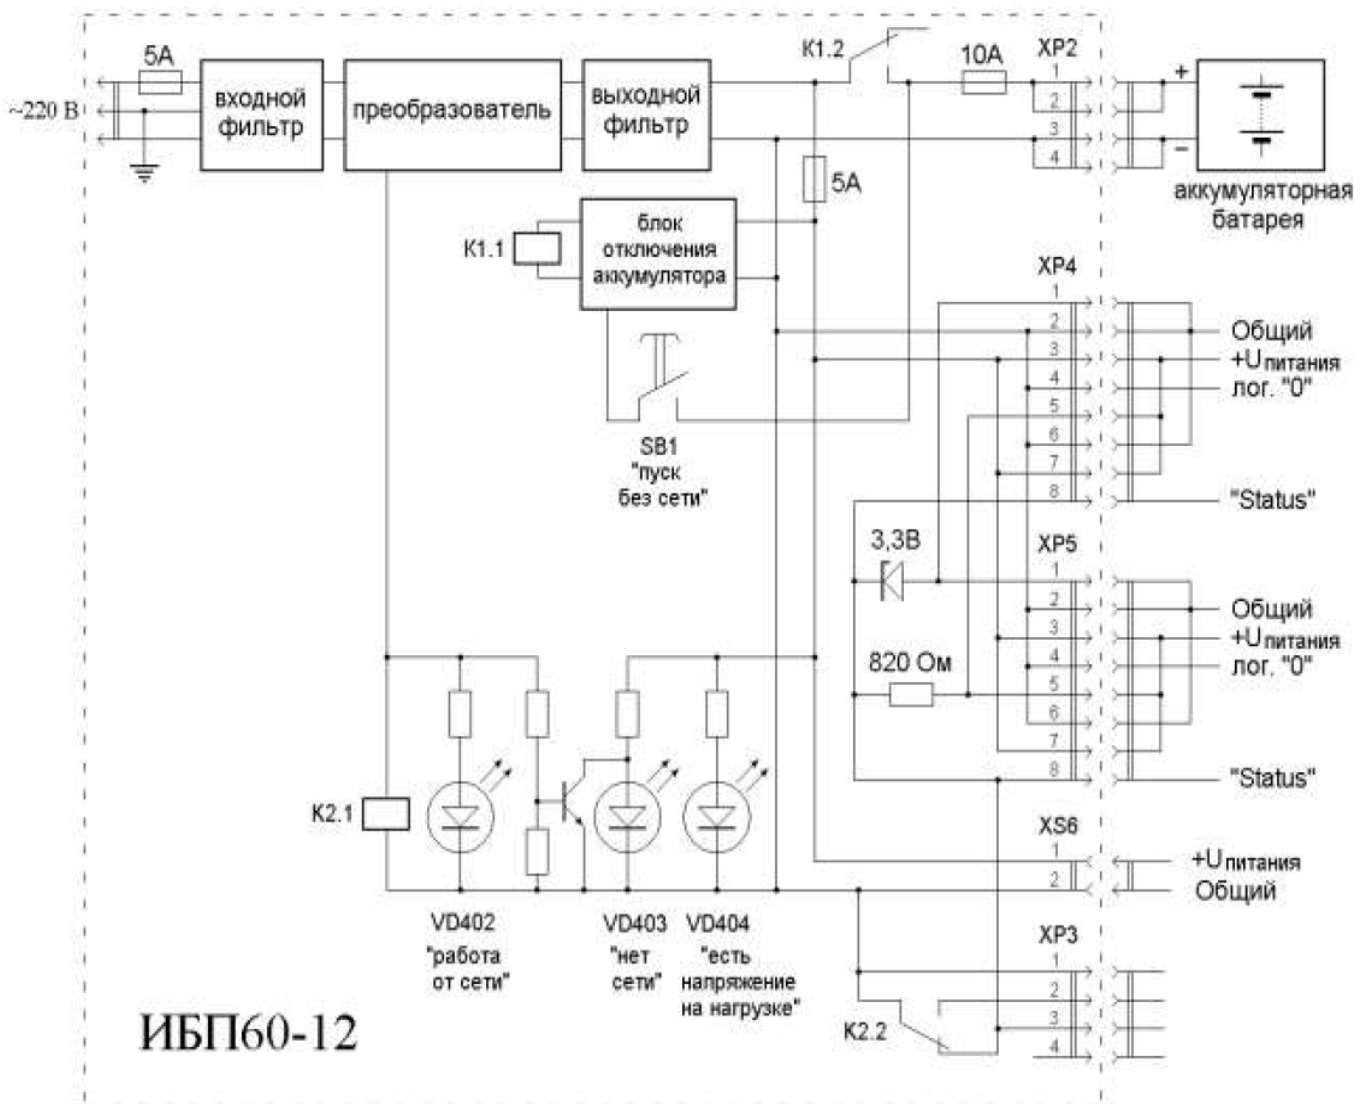 5А
К1.2
10А
XP2
~220 В
входной
фильтр
преобразователь
выходной
фильтр
1
2
3
4
+
−
аккумуляторная
батарея
5А
К1.1
блок
отключения
аккумулятора
SB1
"пуск
без сети"
XP4
1
2
3
4
5
6
7
8
Общий
+Uпитания
лог. "0"
"Status"
3,3В
820 Ом
XP5
1
2
3
4
5
6
7
8
Общий
+Uпитания
лог. "0"
"Status"
К2.1
XS6
1
2
+Uпитания
Общий
VD402
"работа
от сети"
VD403
"нет
сети"
VD404
"есть
напряжение
на нагрузке"
XP3
1
2
3
4
К2.2
ИБП60-12